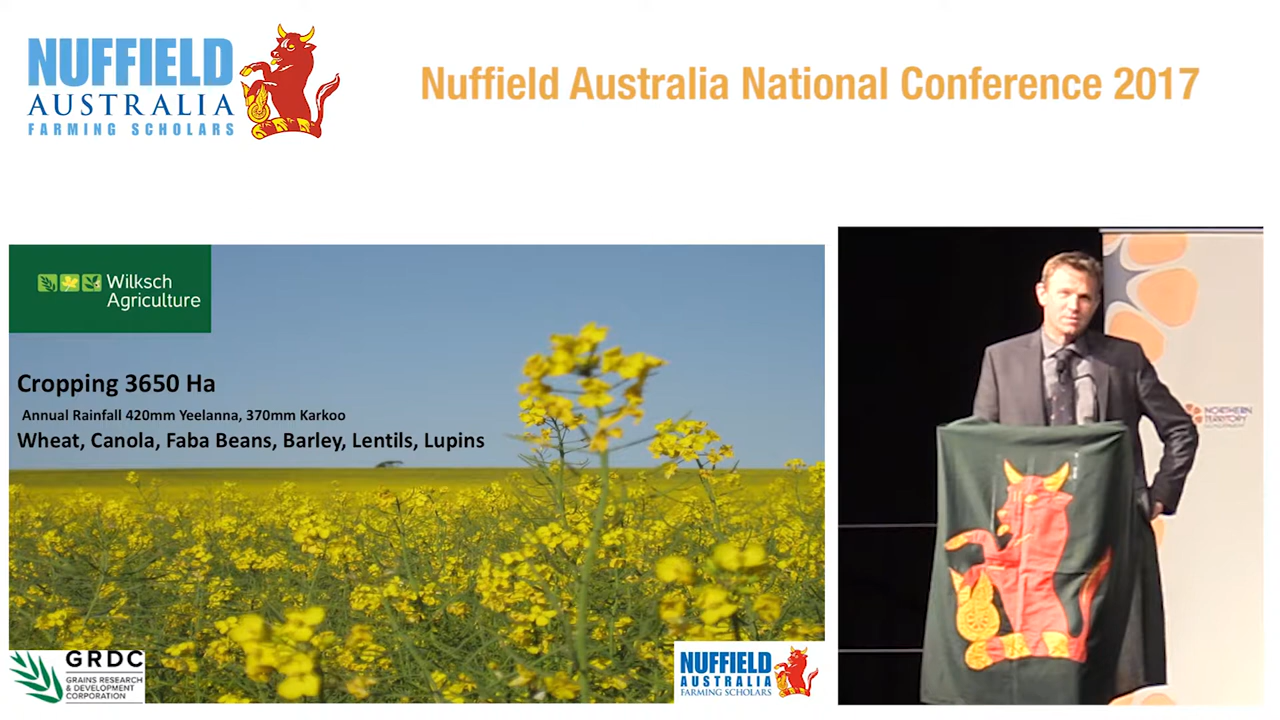 NUFFIELD
AUSTRALIA
FARMING SCHOLARS
Nuffield Australia National Conference 2017
Wilksch
Agriculture
Cropping 3650 Ha
Annual Rainfall 420mm Yeelanna, 370mm Karkoo
Wheat, Canola, Faba Beans, Barley, Lentils, Lupins
GRDC
GRAINS RESEARCH
& DEVELOPMENT
CORPORATION
NUFFIELD
AUSTRALIA
FARMING SCHOLARS
NORTHERN
TERRITORY
GOVERNMENT